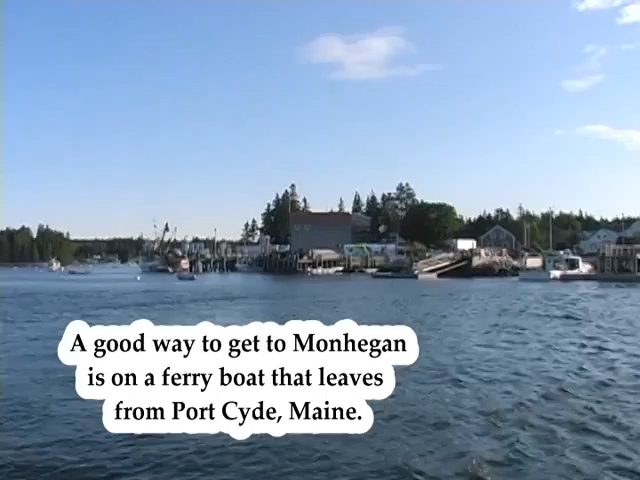 A good way to get to Monhegan
is on a ferry boat that leaves
from Port Cyde, Maine.